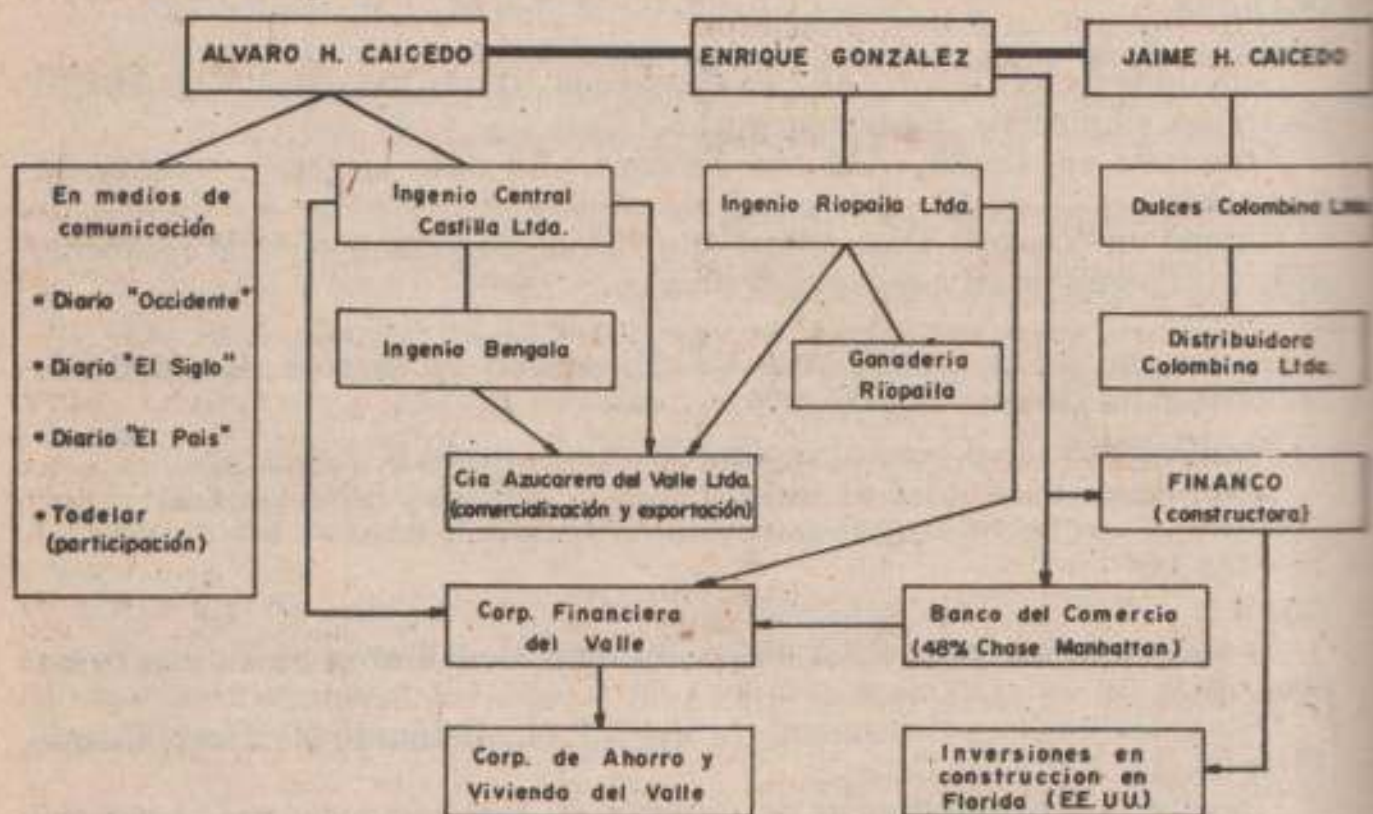 ALVARO H. CAICEDO
ENRIQUE GONZALEZ
JAIME H. CAICEDO
En medios de
comunicación
• Diario "Occidente"
• Diario "El Siglo"
• Diario "El Pais"
• Todelar
(participación)
Ingenio Central
Castilla Ltda.
Ingenio Riopaila Ltda.
Dulces Colombina
Ingenio Bengala
Ganaderia
Riopaila
Distribuidora
Colombina Ltda.
Cia Azucarera del Valle Ltda.
(comercialización y exportación)
FINANCO
(constructora)
Corp. Financiera
del Valle
Banco del Comercio
(48% Chase Manhattan)
Corp. de Ahorro y
Vivienda del Valle
Inversiones en
construccion en
Florida (EE.UU.)